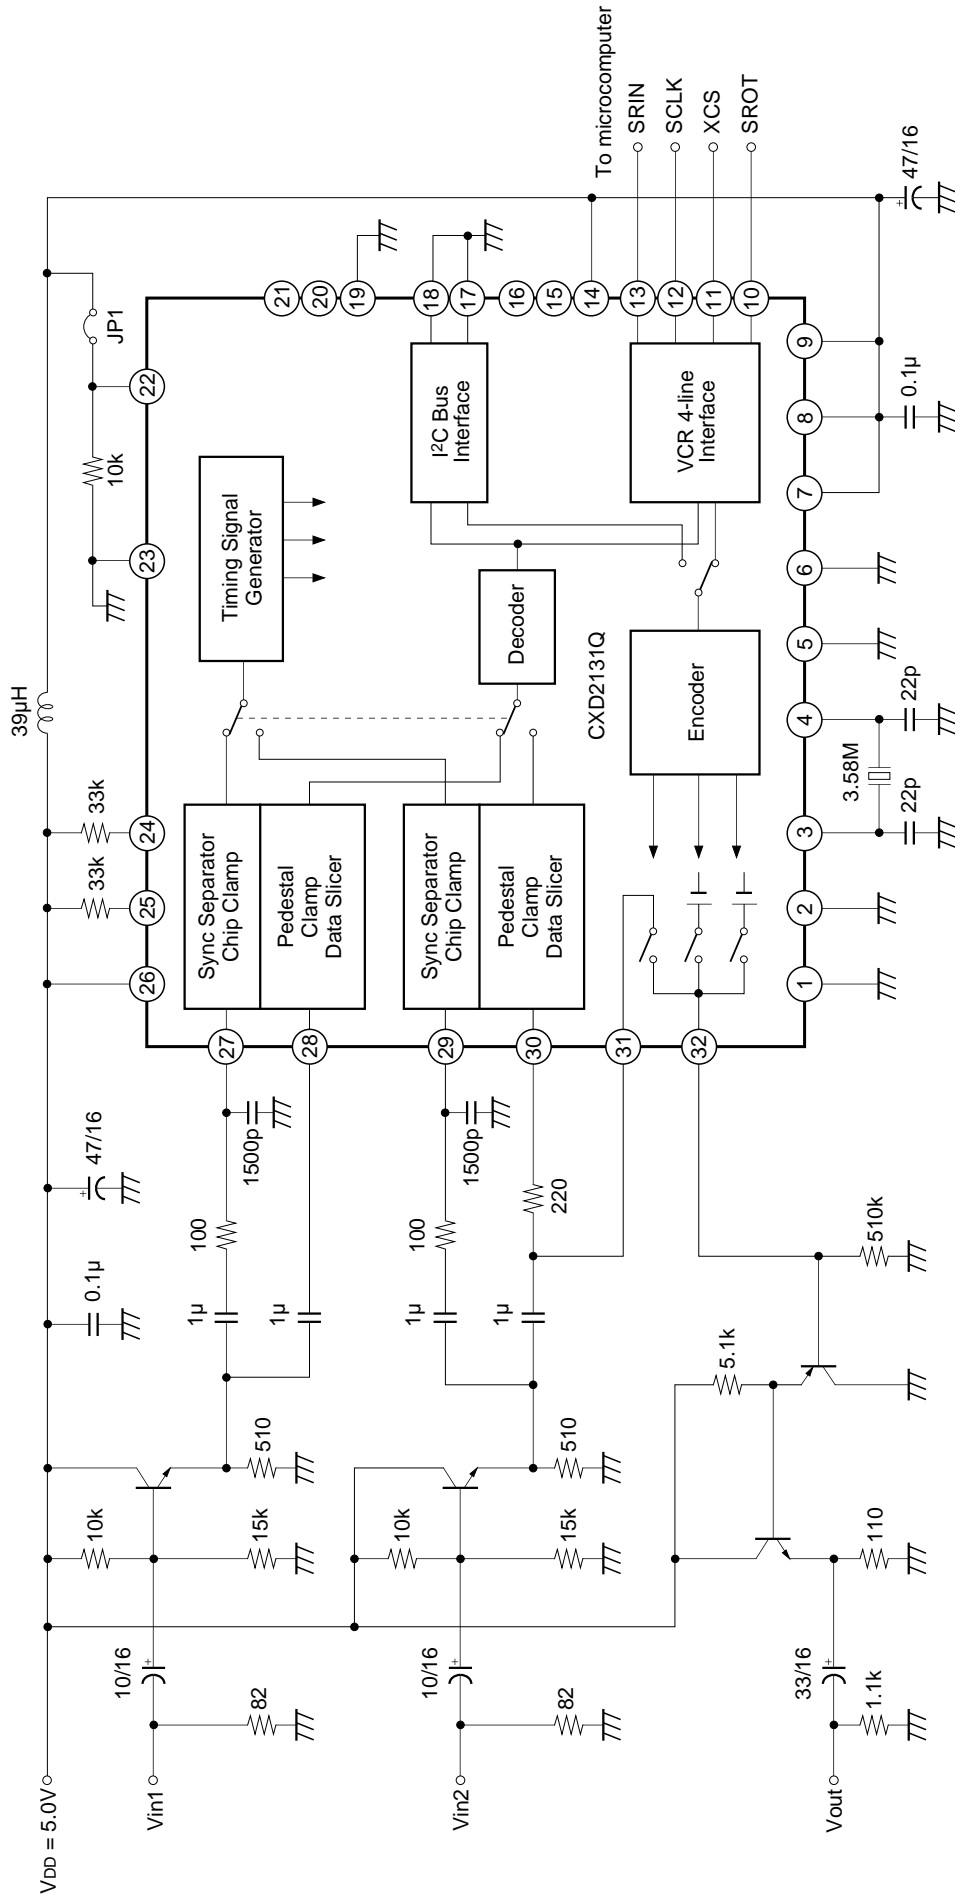 VDD = 5.0V
39µH
JP1
10k
33k
33k
0.1µ
47/16
26
25
24
23
22
Vin1
10/16
82
10k
15k
510
1µ
100
1500p
1µ
27
28
Sync Separator
Chip Clamp
Pedestal
Clamp
Data Slicer
Timing Signal
Generator
21
20
19
Vin2
10/16
82
10k
15k
510
1µ
100
1500p
1µ
220
29
30
Sync Separator
Chip Clamp
Pedestal
Clamp
Data Slicer
Decoder
I²C Bus
Interface
18
17
16
15
14
To microcomputer
CXD2131Q
31
32
Encoder
VCR 4-line
Interface
13
12
11
10
SRIN
SCLK
XCS
SROT
5.1k
510k
110
33/16
1.1k
Vout
1
2
3
4
5
6
7
8
9
22p
3.58M
22p
0.1µ
47/16